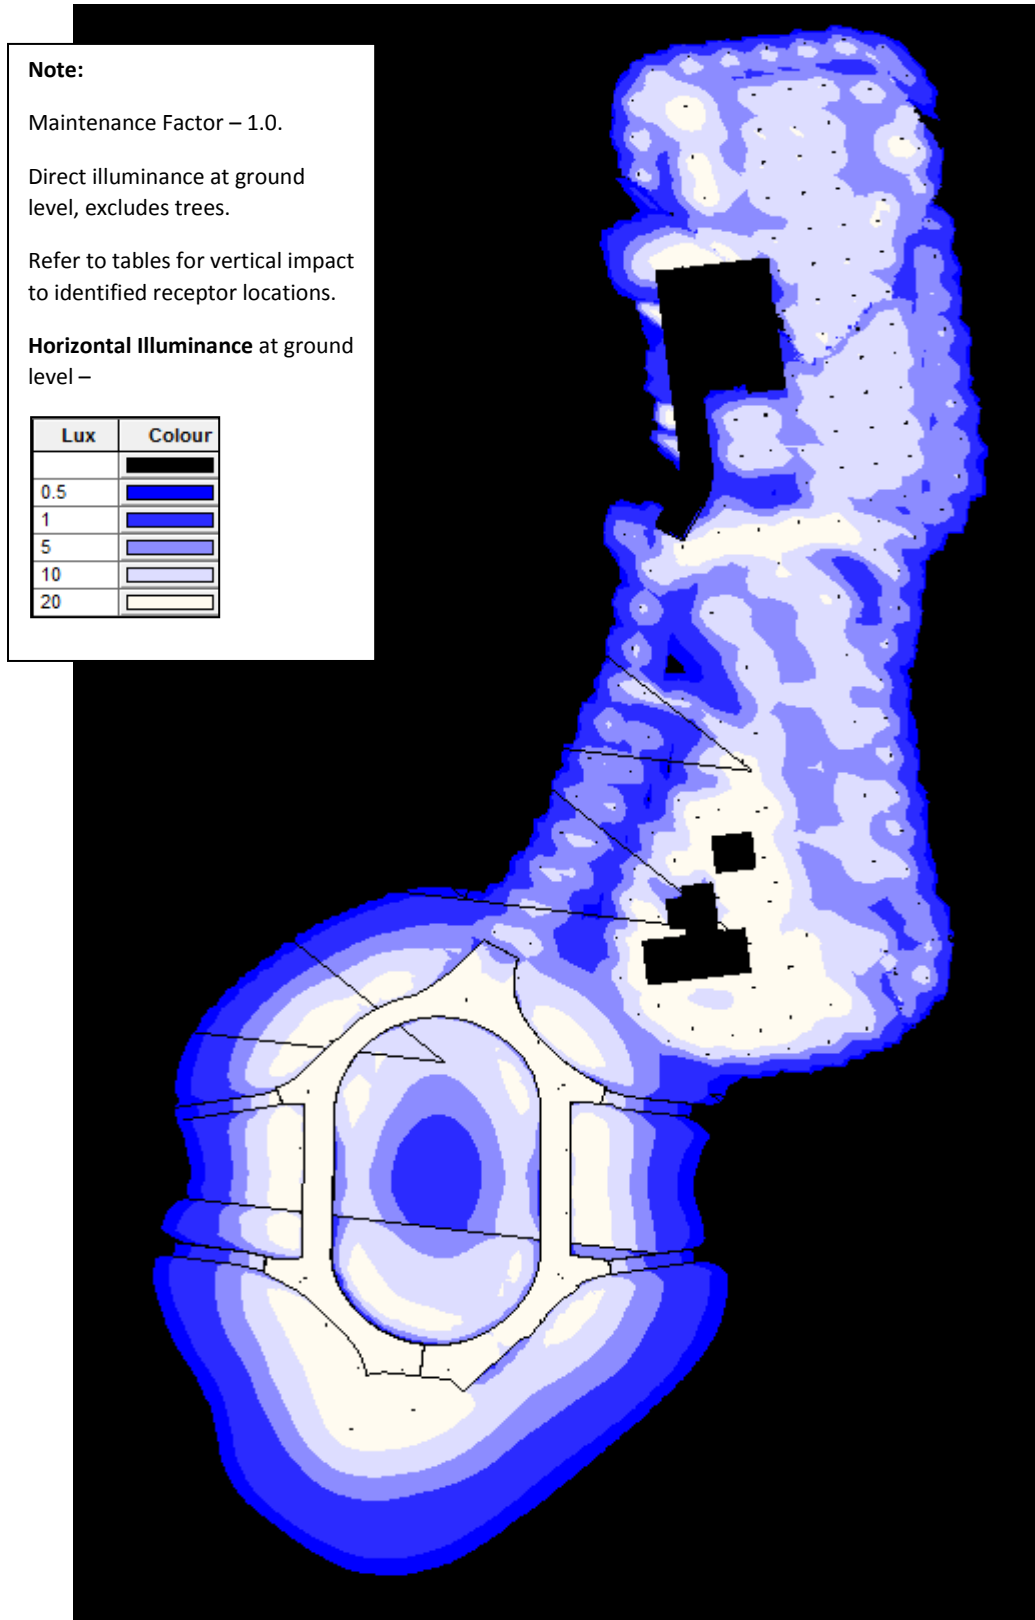 Note:
Maintenance Factor – 1.0.
Direct illuminance at ground
level, excludes trees.
Refer to tables for vertical impact
to identified receptor locations.
Horizontal Illuminance at ground
level –
Lux Colour
0.5
1
5
10
20